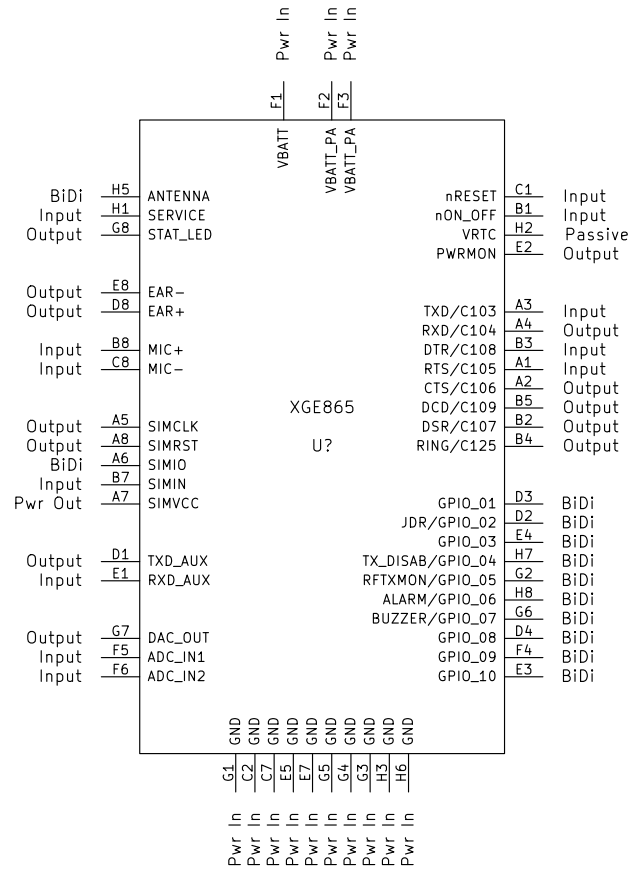 Pwr In Pwr In Pwr In
F1 F2 F3
VBATT VBATT_PA VBATT_PA
BiDi H5 ANTENNA nRESET C1 Input
Input H1 SERVICE nON_OFF B1 Input
Output G8 STAT_LED VRTC H2 Passive
PWRMON E2 Output
Output E8 EAR-
Output D8 EAR+ TXD/C103 A3 Input
RXD/C104 A4 Output
Input B8 MIC+ DTR/C108 B3 Input
Input C8 MIC- RTS/C105 A1 Input
CTS/C106 A2 Output
XGE865 DCD/C109 B5 Output
Output A5 SIMCLK DSR/C107 B2 Output
Output A8 SIMRST U? RING/C125 B4 Output
BiDi A6 SIMIO
Input B7 SIMIN
Pwr Out A7 SIMVCC GPIO_01 D3 BiDi
JDR/GPIO_02 D2 BiDi
GPIO_03 E4 BiDi
Output D1 TXD_AUX TX_DISAB/GPIO_04 H7 BiDi
Input E1 RXD_AUX RFTXMON/GPIO_05 G2 BiDi
ALARM/GPIO_06 H8 BiDi
BUZZER/GPIO_07 G6 BiDi
Output G7 DAC_OUT GPIO_08 D4 BiDi
Input F5 ADC_IN1 GPIO_09 F4 BiDi
Input F6 ADC_IN2 GPIO_10 E3 BiDi
GND GND GND GND GND GND GND GND GND GND
G1 C2 C7 E5 E7 G5 G4 G3 H3 H6
Pwr In Pwr In Pwr In Pwr In Pwr In Pwr In Pwr In Pwr In Pwr In Pwr In